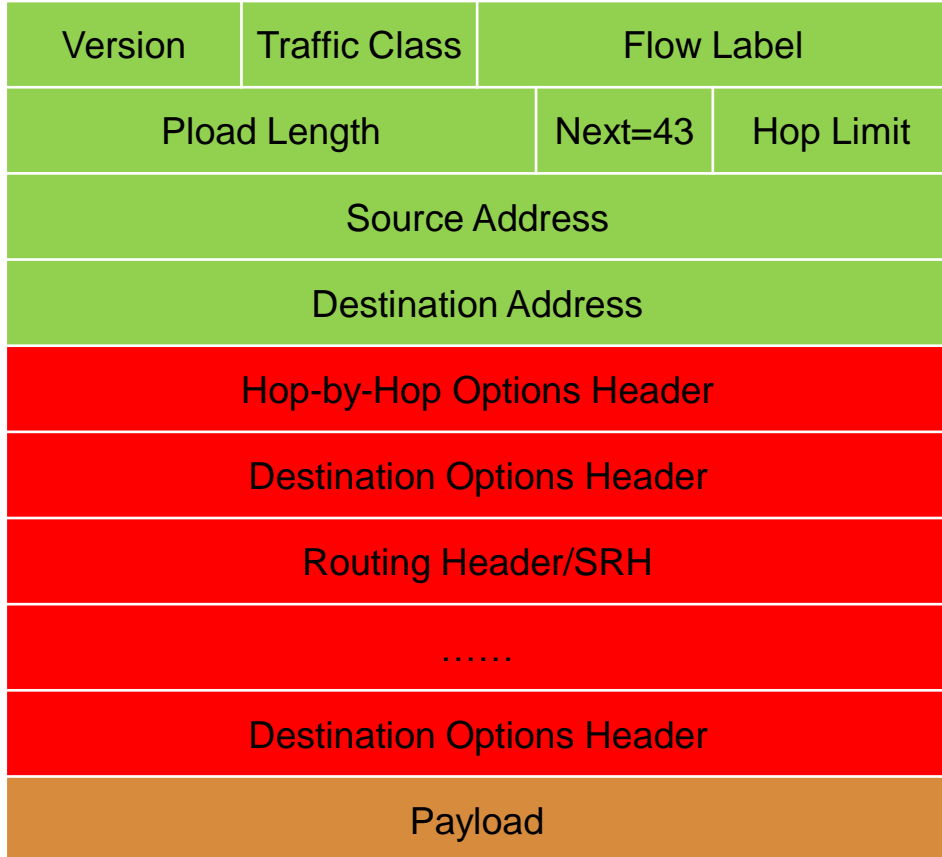 Version Traffic Class Flow Label
Pload Length Next=43 Hop Limit
Source Address
Destination Address
Hop-by-Hop Options Header
Destination Options Header
Routing Header/SRH
……
Destination Options Header
Payload